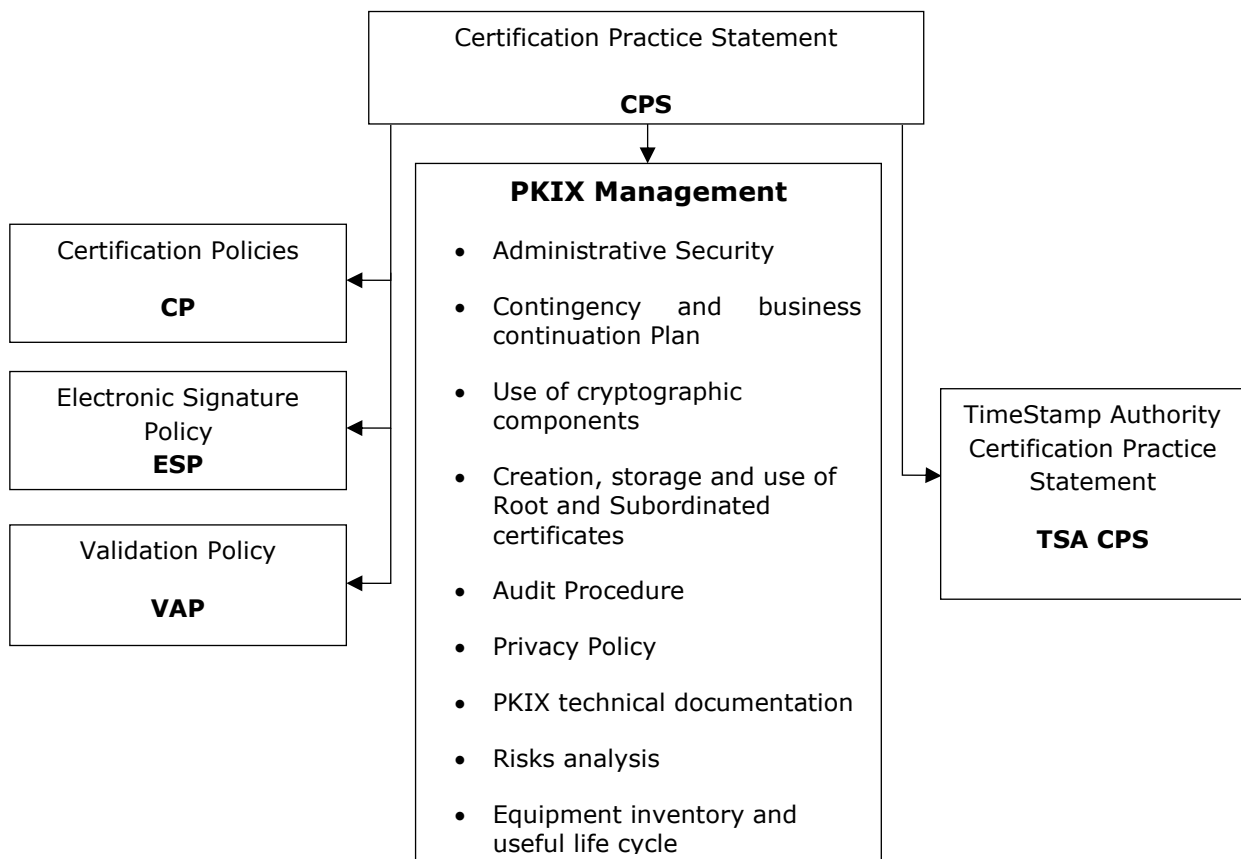 Certification Practice Statement
CPS
PKIX Management
• Administrative Security
• Contingency and business
continuation Plan
• Use of cryptographic
components
• Creation, storage and use of
Root and Subordinated
certificates
• Audit Procedure
• Privacy Policy
• PKIX technical documentation
• Risks analysis
• Equipment inventory and
useful life cycle
Certification Policies
CP
Electronic Signature
Policy
ESP
Validation Policy
VAP
TimeStamp Authority
Certification Practice
Statement
TSA CPS